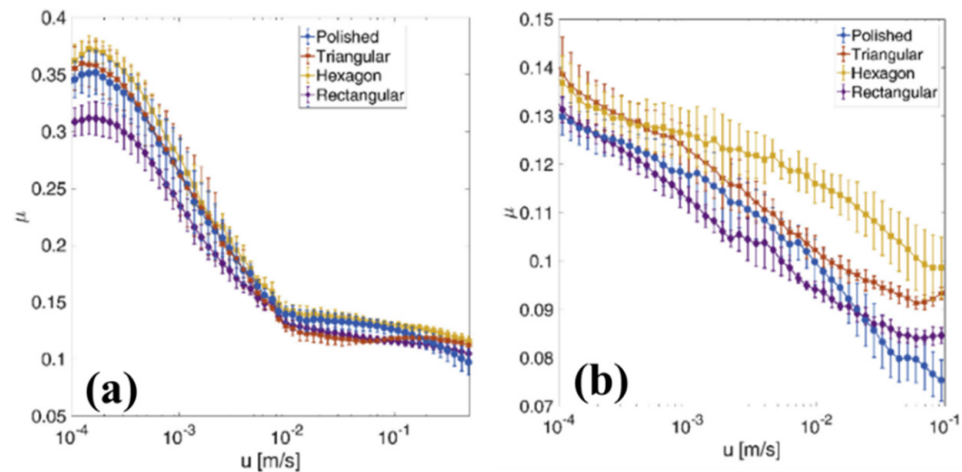 0.4
0.35
0.3
0.25
0.2
0.15
0.1
0.05
μ
Polished
Triangular
Hexagon
Rectangular
(a)
10-4
10-3
10-2
10-1
u [m/s]
0.15
0.14
0.13
0.12
0.11
0.1
0.09
0.08
0.07
μ
Polished
Triangular
Hexagon
Rectangular
(b)
10-4
10-3
10-2
10-1
u [m/s]